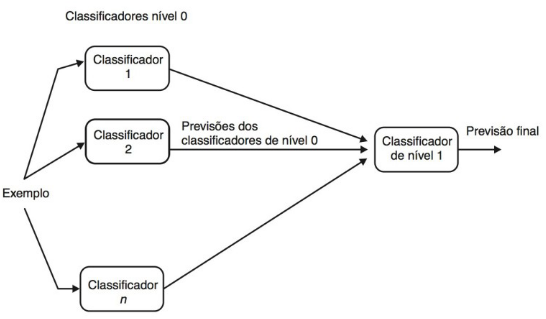 Classificadores nível 0
Classificador
1
Previsões dos
classificadores de nível 0
Classificador
2
Classificador
de nível 1
Previsão final
Exemplo
Classificador
n